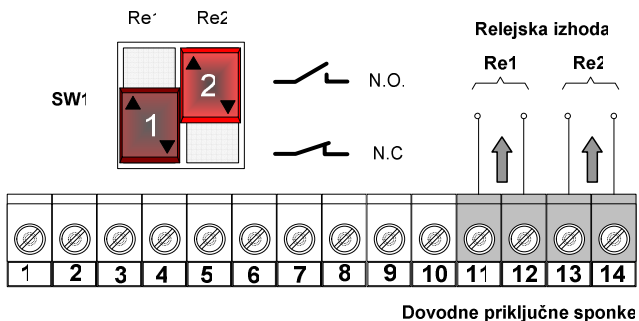 Re1 Re2
Relejska izhoda
Re1 Re2
SW1
2
1
N.O.
N.C
1 2 3 4 5 6 7 8 9 10 11 12 13 14
Dovodne priključne sponke